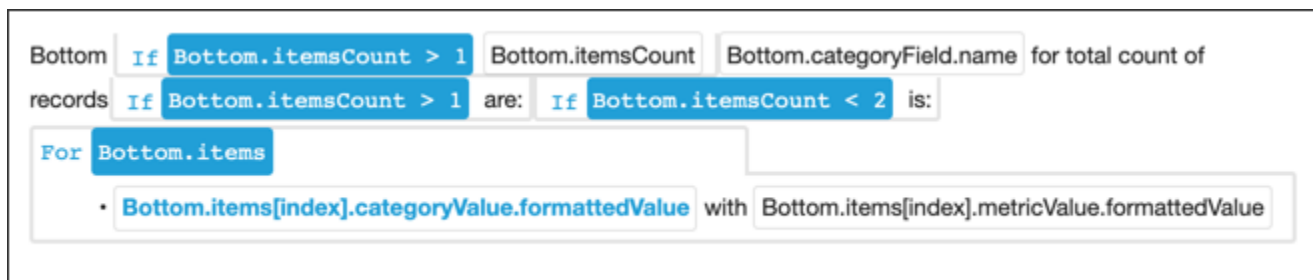 Bottom If Bottom.itemsCount > 1 Bottom.itemsCount Bottom.categoryField.name for total count of
records If Bottom.itemsCount > 1 are: If Bottom.itemsCount < 2 is:
For Bottom.items
• Bottom.items[index].categoryValue.formattedValue with Bottom.items[index].metricValue.formattedValue